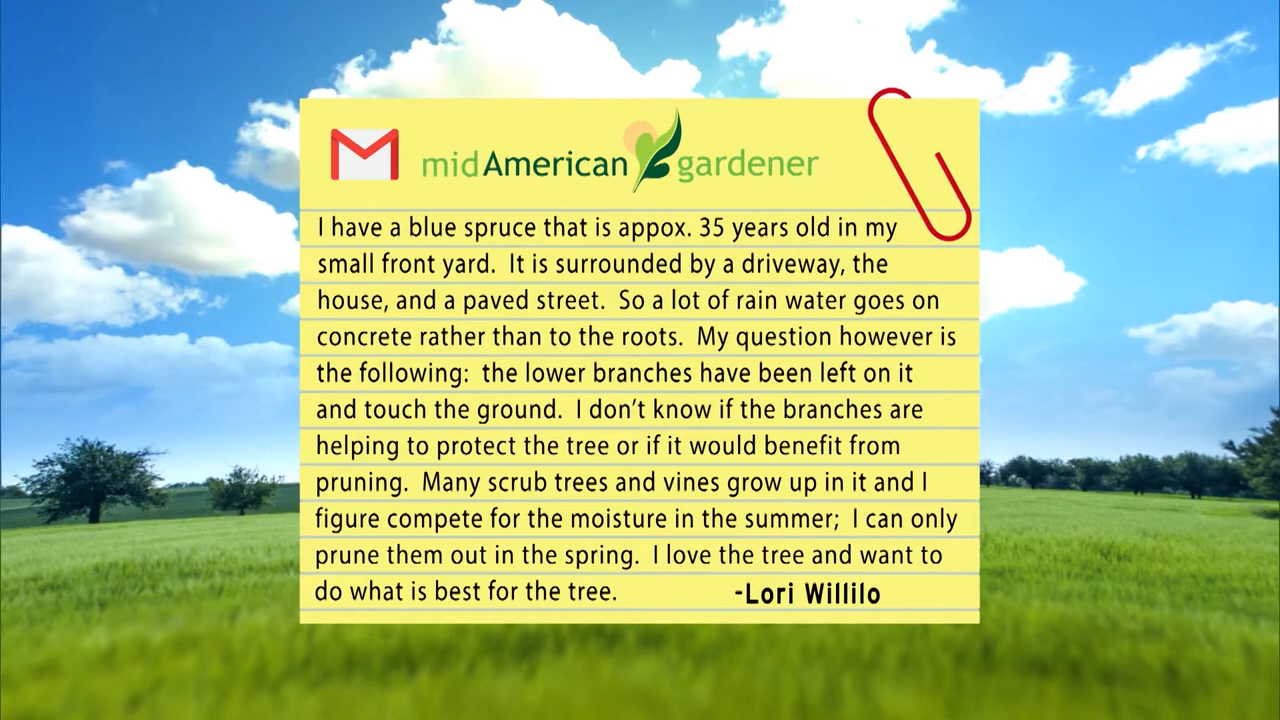 mid American gardener
I have a blue spruce that is appox. 35 years old in my
small front yard. It is surrounded by a driveway, the
house, and a paved street. So a lot of rain water goes on
concrete rather than to the roots. My question however is
the following: the lower branches have been left on it
and touch the ground. I don't know if the branches are
helping to protect the tree or if it would benefit from
pruning. Many scrub trees and vines grow up in it and I
figure compete for the moisture in the summer; I can only
prune them out in the spring. I love the tree and want to
do what is best for the tree. -Lori Willilo